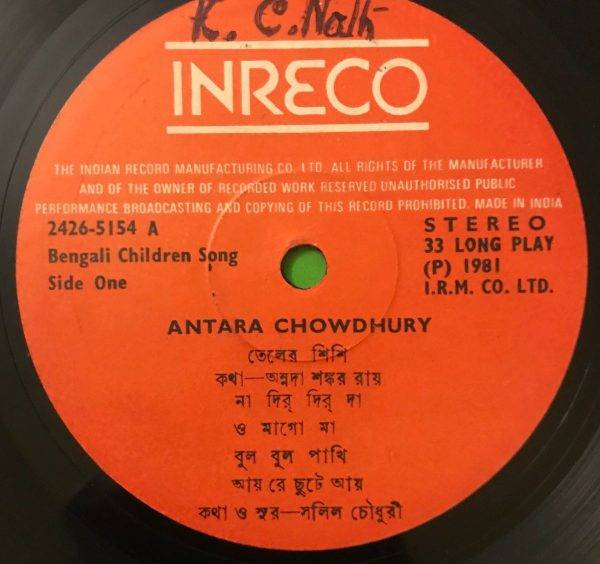 K. C. Nath
INRECO
THE INDIAN RECORD MANUFACTURING CO. LTD. ALL RIGHTS OF THE MANUFACTURER
AND OF THE OWNER OF RECORDED WORK RESERVED UNAUTHORISED PUBLIC
PERFORMANCE BROADCASTING AND COPYING OF THIS RECORD PROHIBITED. MADE IN INDIA
2426-5154 A
Bengali Children Song
Side One
STEREO
33 LONG PLAY
(P) 1981
I.R.M. CO. LTD.
ANTARA CHOWDHURY
তেলের শিশি
কথা—অন্নদা শঙ্কর রায়
না দির্ দির্ দা
ও মাগো মা
বুল বুল পাখি
আয় রে ছুটে আয়
কথা ও সুর—সলিল চৌধুরী